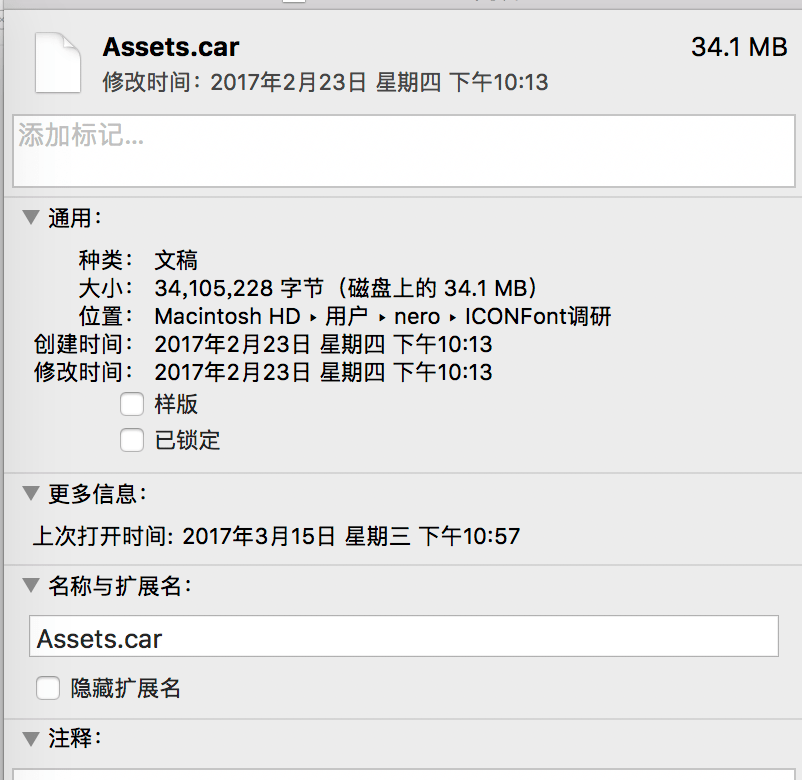 Assets.car
34.1 MB
修改时间：2017年2月23日 星期四 下午10:13
添加标记...
通用：
种类： 文稿
大小： 34,105,228 字节（磁盘上的 34.1 MB）
位置： Macintosh HD ▸ 用户 ▸ nero ▸ ICONFont调研
创建时间： 2017年2月23日 星期四 下午10:13
修改时间： 2017年2月23日 星期四 下午10:13
样版
已锁定
更多信息：
上次打开时间: 2017年3月15日 星期三 下午10:57
名称与扩展名：
Assets.car
隐藏扩展名
注释：